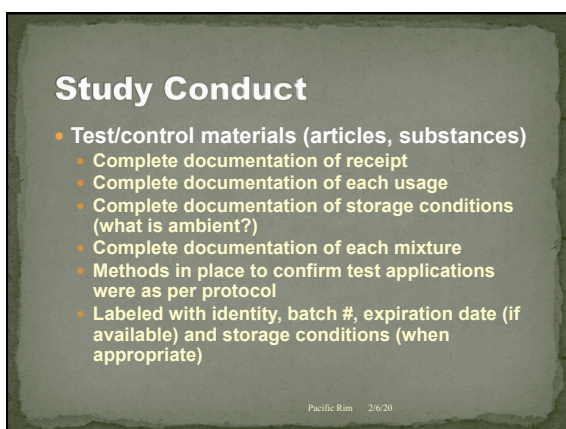 Study Conduct
• Test/control materials (articles, substances)
• Complete documentation of receipt
• Complete documentation of each usage
• Complete documentation of storage conditions
(what is ambient?)
• Complete documentation of each mixture
• Methods in place to confirm test applications
were as per protocol
• Labeled with identity, batch #, expiration date (if
available) and storage conditions (when
appropriate)
Pacific Rim 2/6/20